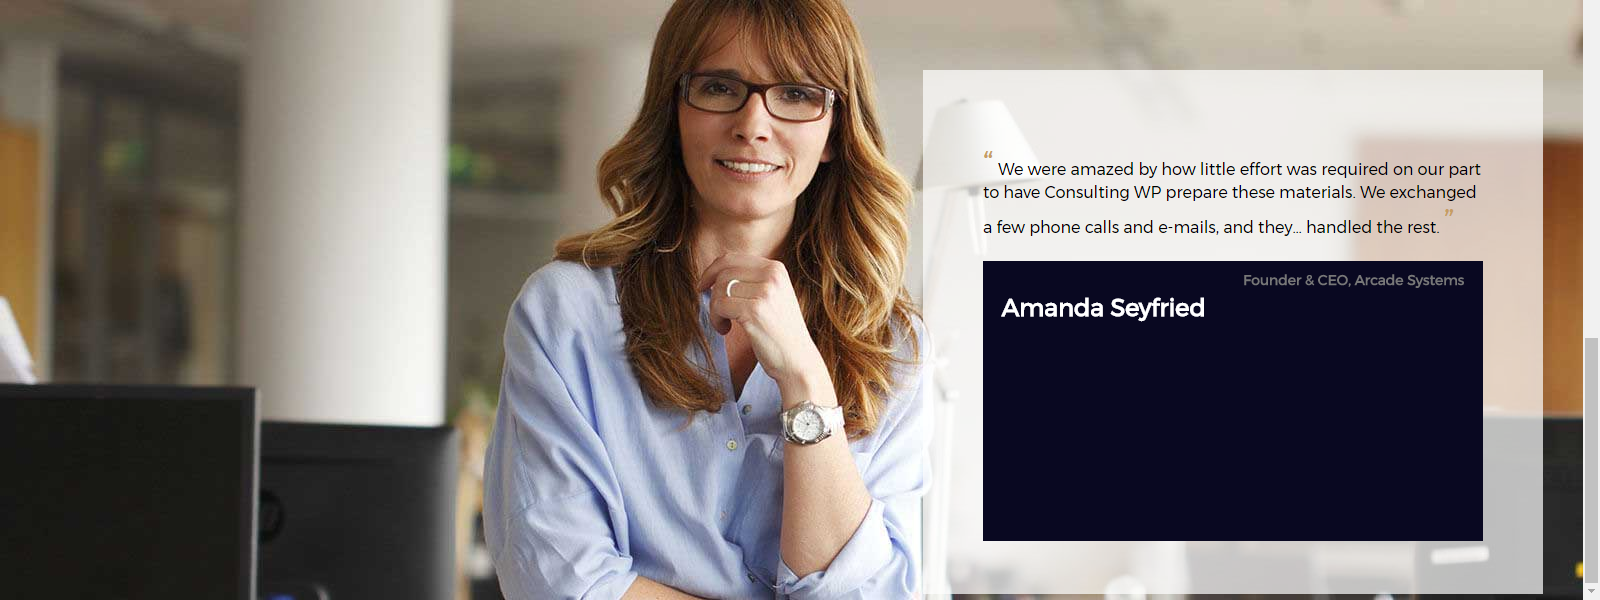 “ We were amazed by how little effort was required on our part
to have Consulting WP prepare these materials. We exchanged
a few phone calls and e-mails, and they... handled the rest. ”
Founder & CEO, Arcade Systems
Amanda Seyfried